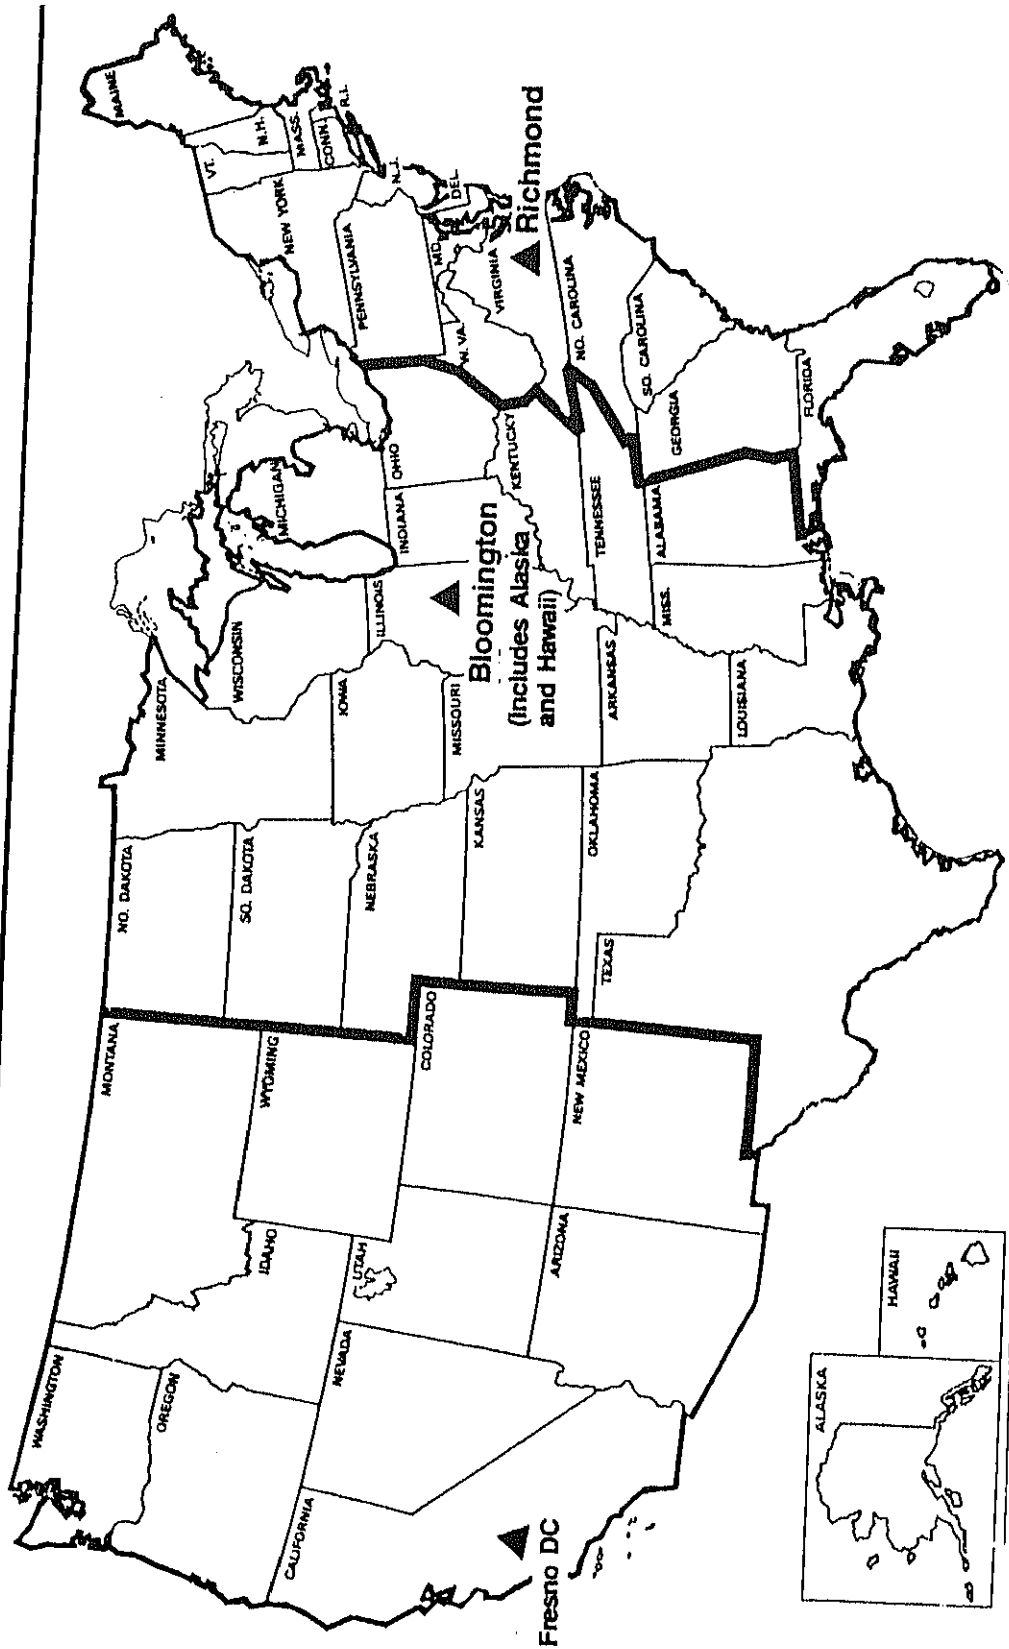 WASHINGTON
OREGON
CALIFORNIA
NEVADA
IDAHO
UTAH
ARIZONA
MONTANA
WYOMING
COLORADO
NEW MEXICO
NO. DAKOTA
SO. DAKOTA
NEBRASKA
KANSAS
OKLAHOMA
TEXAS
MINNESOTA
IOWA
MISSOURI
ARKANSAS
LOUISIANA
WISCONSIN
ILLINOIS
MICHIGAN
INDIANA
OHIO
KENTUCKY
TENNESSEE
MISS.
ALABAMA
GEORGIA
FLORIDA
SO. CAROLINA
NO. CAROLINA
VIRGINIA
W. VA.
MD.
DEL.
PENNSYLVANIA
N.J.
NEW YORK
CONN.
R.I.
MASS.
VT.
N.H.
MAINE
Fresno DC
Bloomington
(includes Alaska
and Hawaii)
Richmond
ALASKA
HAWAII